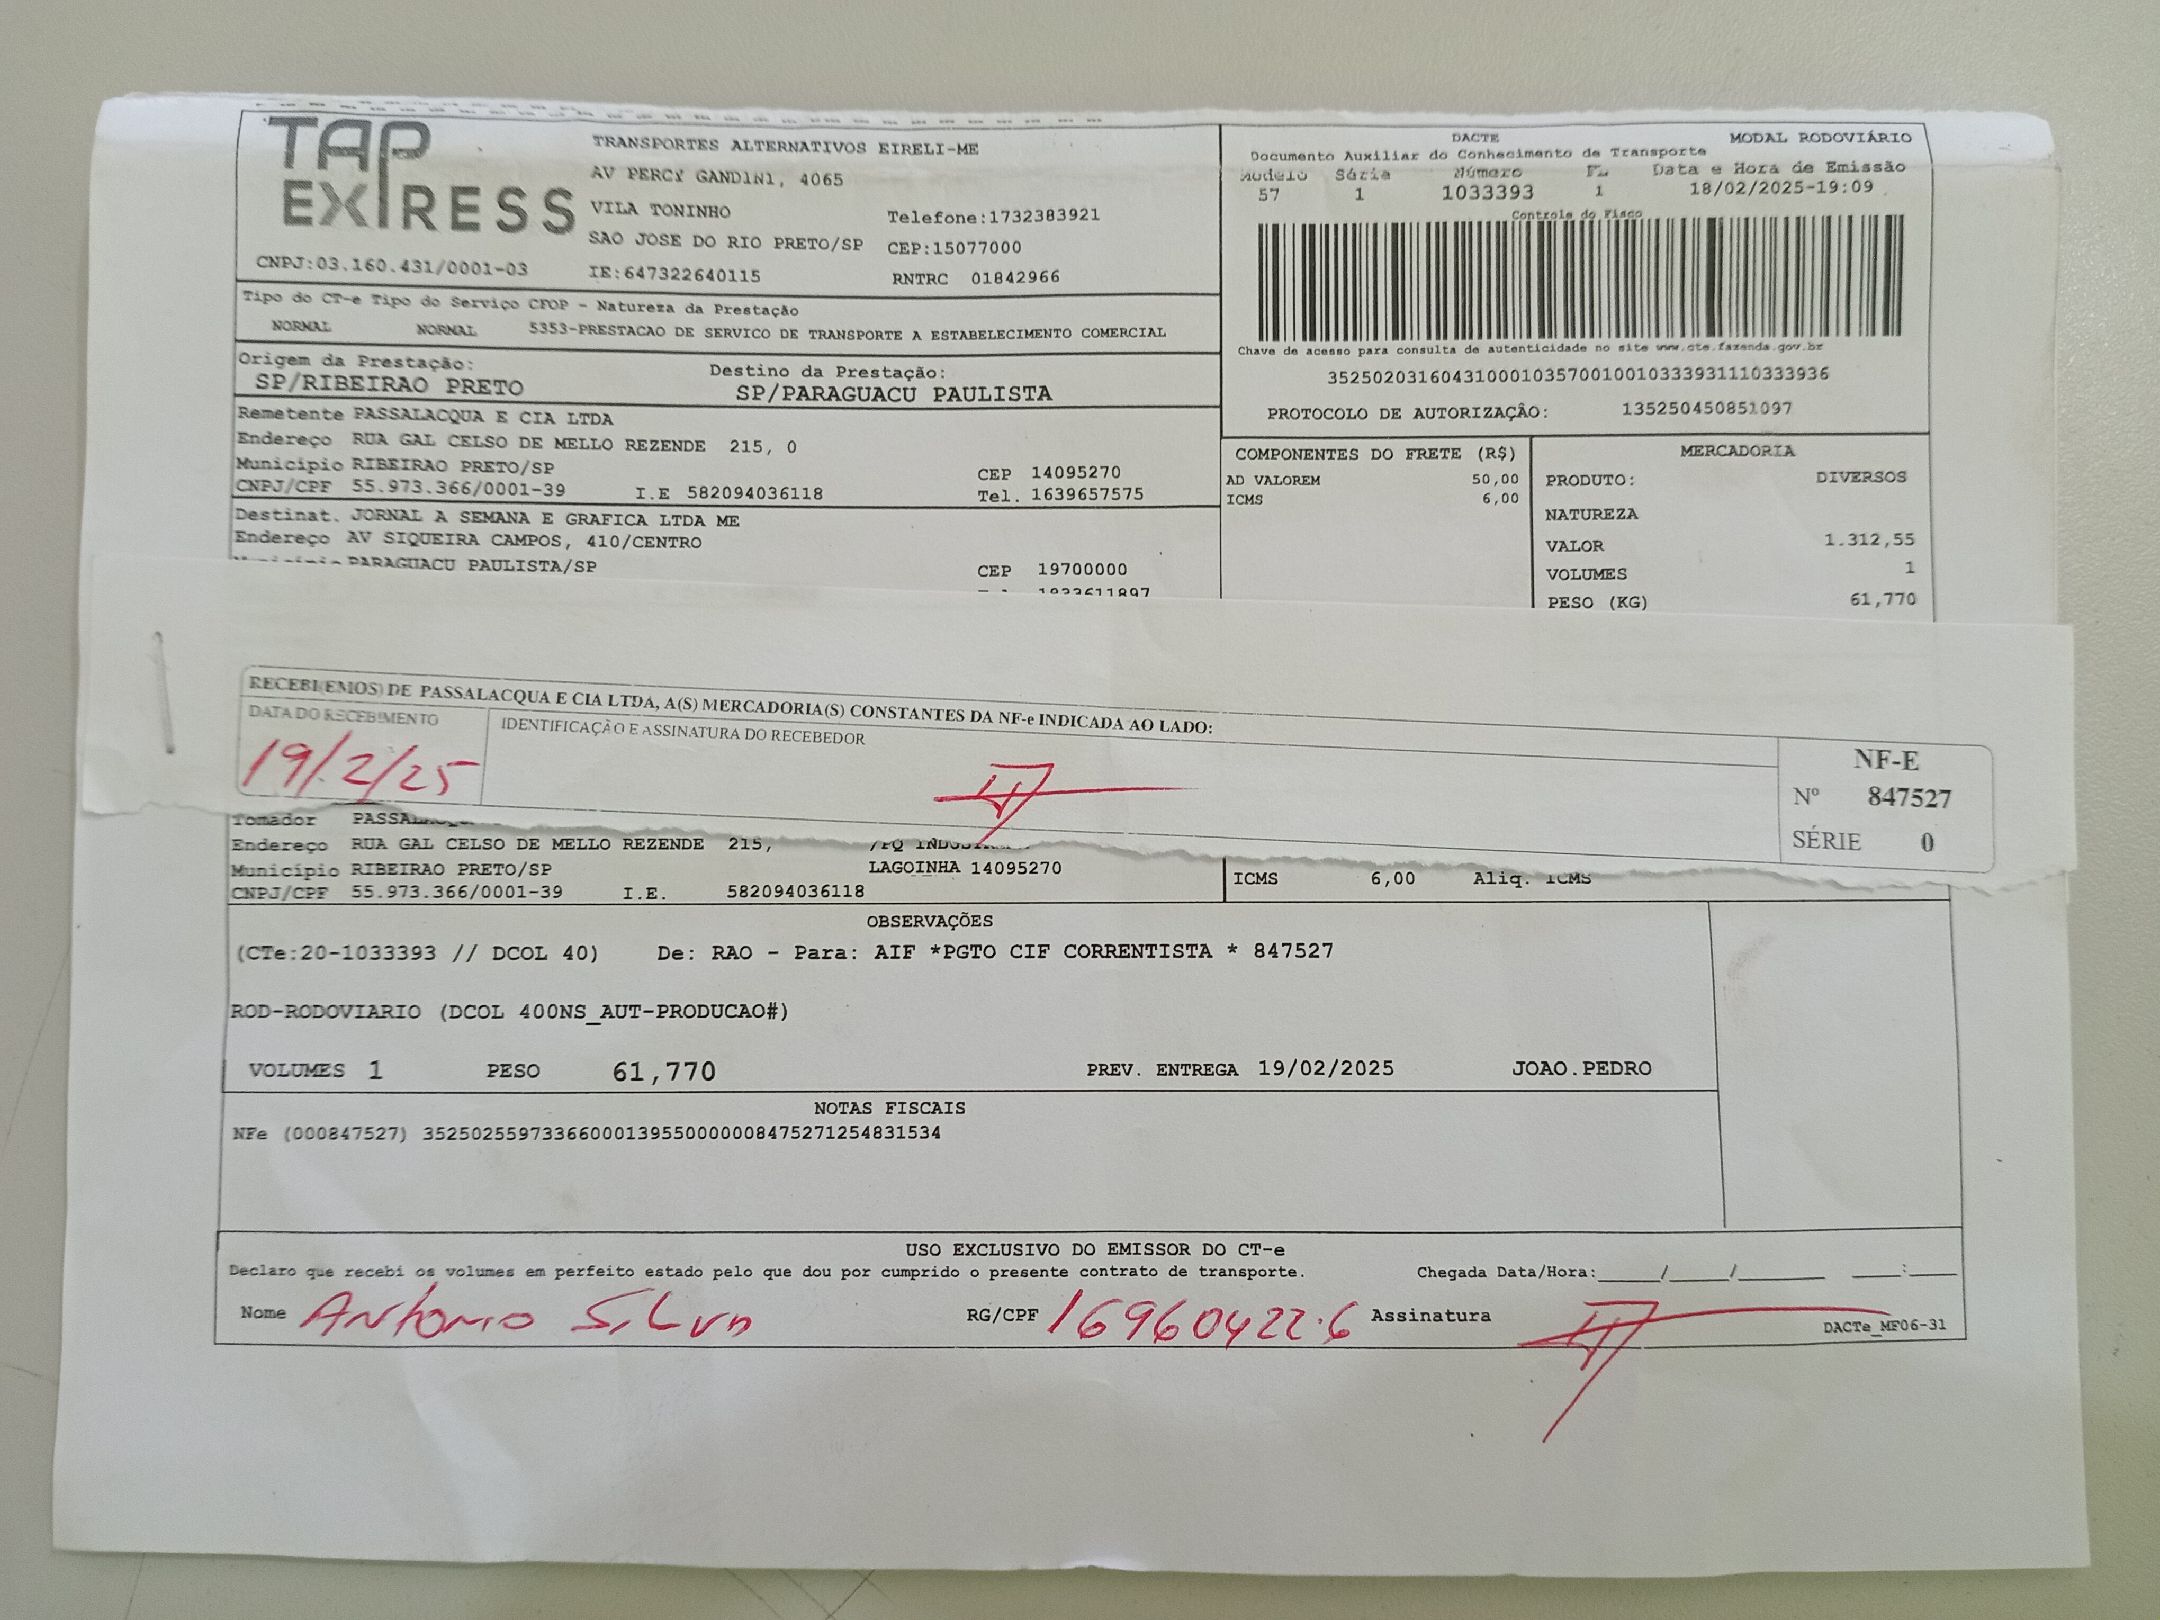 TAP EXPRESS
TRANSPORTES ALTERNATIVOS EIRELI-ME
AV PERCY GANDINI, 4065
VILA TONINHO
Telefone:1732383921
SAO JOSE DO RIO PRETO/SP CEP:15077000
CNPJ:03.160.431/0001-03
IE:647322640115
RNTRC 01842966
DACTE
MODAL RODOVIÁRIO
Documento Auxiliar do Conhecimento de Transporte
Modelo Série Número FL Data e Hora de Emissão
57 1 1033393 1 18/02/2025-19:09
Controle do Fisco
Chave de acesso para consulta de autenticidade no site www.cte.fazenda.gov.br
35250203160431000103570010010333931110333936
PROTOCOLO DE AUTORIZAÇÂO: 135250450851097
Tipo do CT-e Tipo do Serviço CFOP - Natureza da Prestação
NORMAL NORMAL 5353-PRESTACAO DE SERVICO DE TRANSPORTE A ESTABELECIMENTO COMERCIAL
Origem da Prestação:
SP/RIBEIRAO PRETO
Destino da Prestação:
SP/PARAGUACU PAULISTA
Remetente PASSALACQUA E CIA LTDA
Endereço RUA GAL CELSO DE MELLO REZENDE 215, 0
Município RIBEIRAO PRETO/SP CEP 14095270
CNPJ/CPF 55.973.366/0001-39 I.E 582094036118 Tel. 1639657575
Destinat. JORNAL A SEMANA E GRAFICA LTDA ME
Endereço AV SIQUEIRA CAMPOS, 410/CENTRO
PARAGUACU PAULISTA/SP CEP 19700000
COMPONENTES DO FRETE (R$)
AD VALOREM 50,00
ICMS 6,00
MERCADORIA
PRODUTO: DIVERSOS
NATUREZA
VALOR 1.312,55
VOLUMES 1
PESO (KG) 61,770
RECEBI(EMOS) DE PASSALACQUA E CIA LTDA, A(S) MERCADORIA(S) CONSTANTES DA NF-e INDICADA AO LADO:
DATA DO RECEBIMENTO
19/2/25
IDENTIFICAÇÃO E ASSINATURA DO RECEBEDOR
NF-E
Nº 847527
SÉRIE 0
Tomador
Endereço RUA GAL CELSO DE MELLO REZENDE 215,
Município RIBEIRAO PRETO/SP LAGOINHA 14095270
CNPJ/CPF 55.973.366/0001-39 I.E. 582094036118
ICMS 6,00 Aliq. ICMS
OBSERVAÇÕES
(CTe:20-1033393 // DCOL 40) De: RAO - Para: AIF *PGTO CIF CORRENTISTA * 847527
ROD-RODOVIARIO (DCOL 400NS_AUT-PRODUCAO#)
VOLUMES 1 PESO 61,770 PREV. ENTREGA 19/02/2025 JOAO.PEDRO
NOTAS FISCAIS
NFe (000847527) 35250255973366000139550000008475271254831534
USO EXCLUSIVO DO EMISSOR DO CT-e
Declaro que recebi os volumes em perfeito estado pelo que dou por cumprido o presente contrato de transporte. Chegada Data/Hora:_____/_____/________ ____:____
Nome Antonio Silva RG/CPF 16960422.6 Assinatura
DACTe_MF06-31